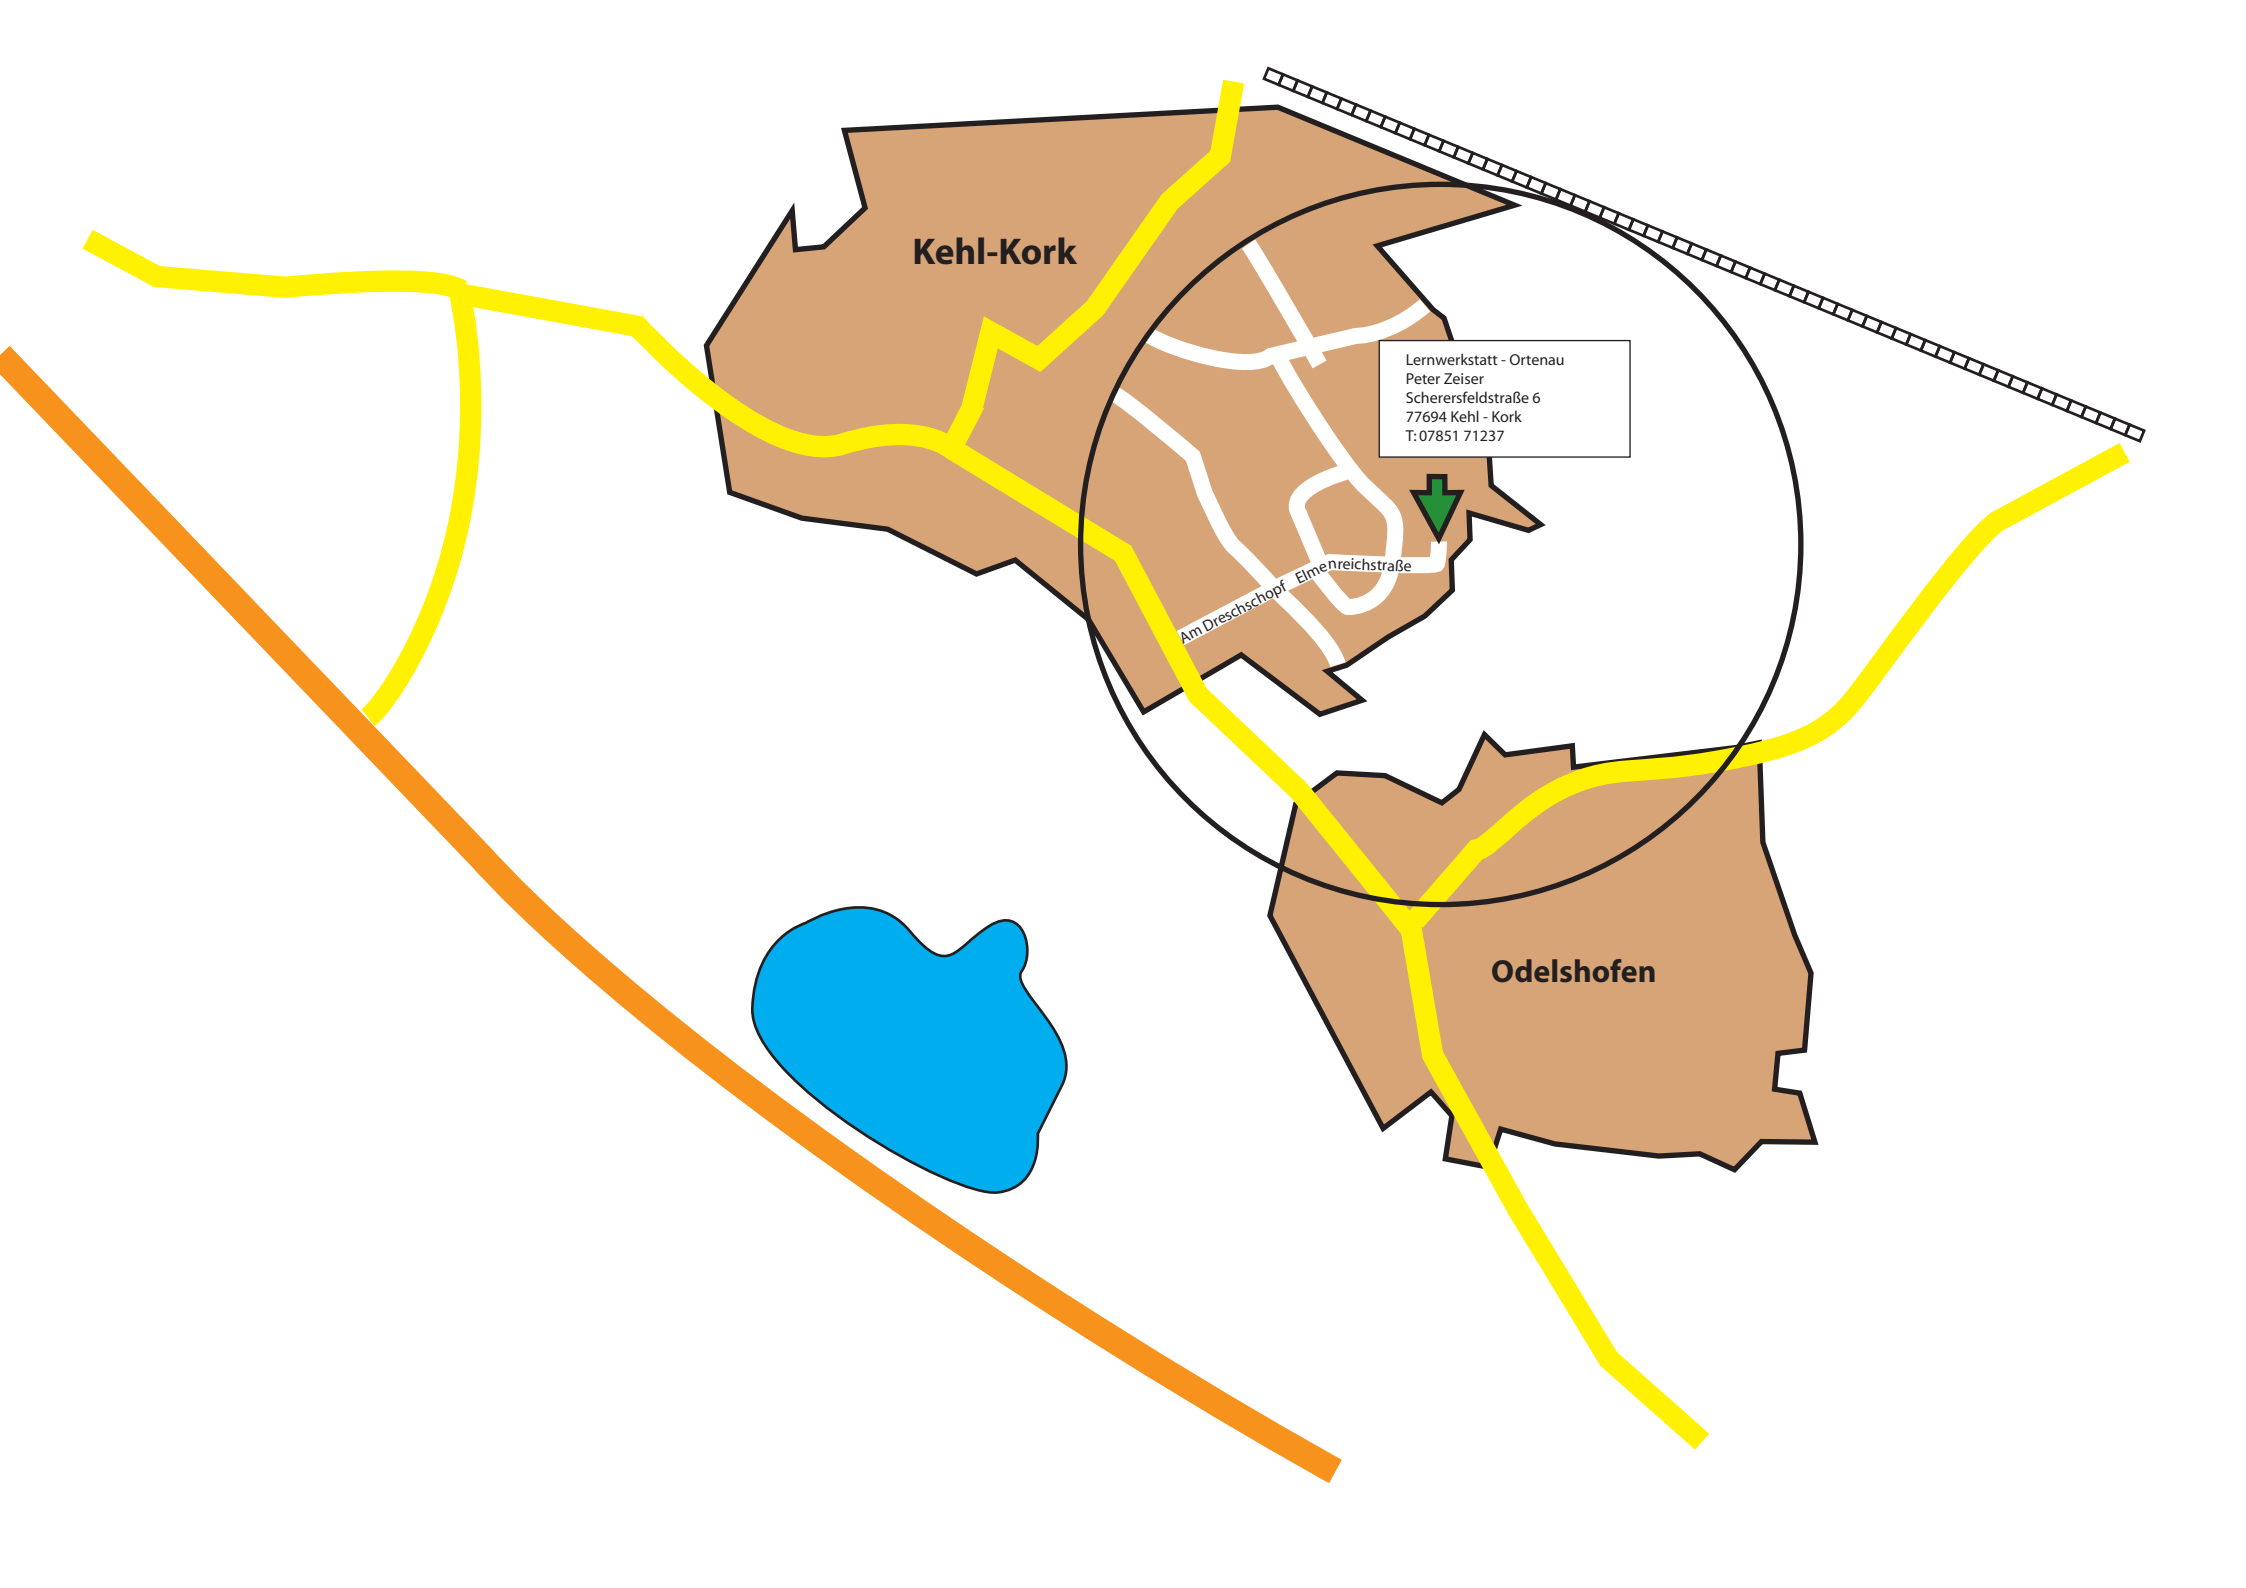 Kehl-Kork
Lernwerkstatt - Ortenau
Peter Zeiser
Scherersfeldstraße 6
77694 Kehl - Kork
T: 07851 71237
Am Dreschschopf
Elmenreichstraße
Odelshofen